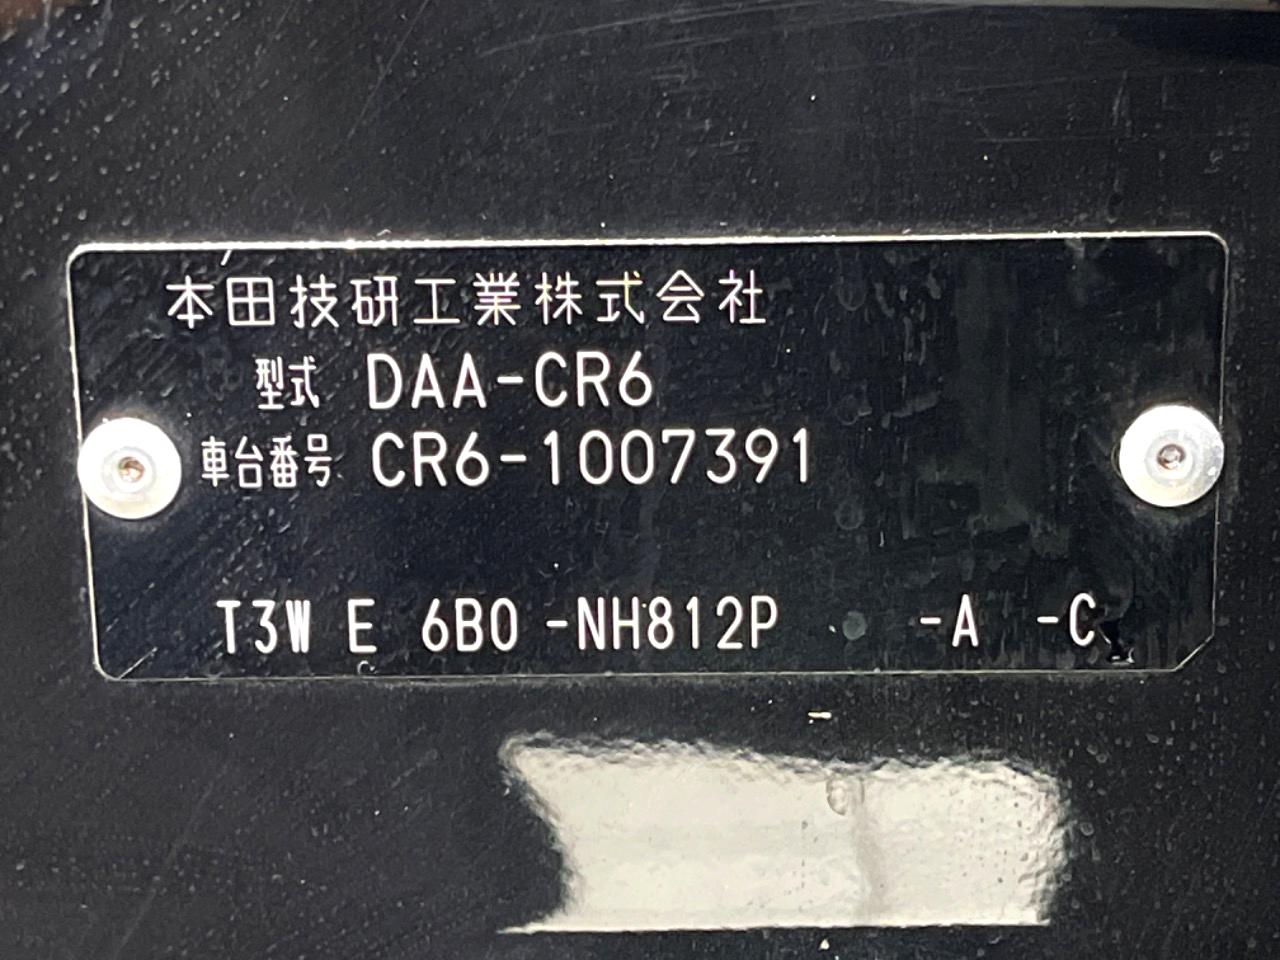 本田技研工業株式会社
型式 DAA-CR6
車台番号 CR6-1007391
T3W E 6B0 -NH812P -A -C